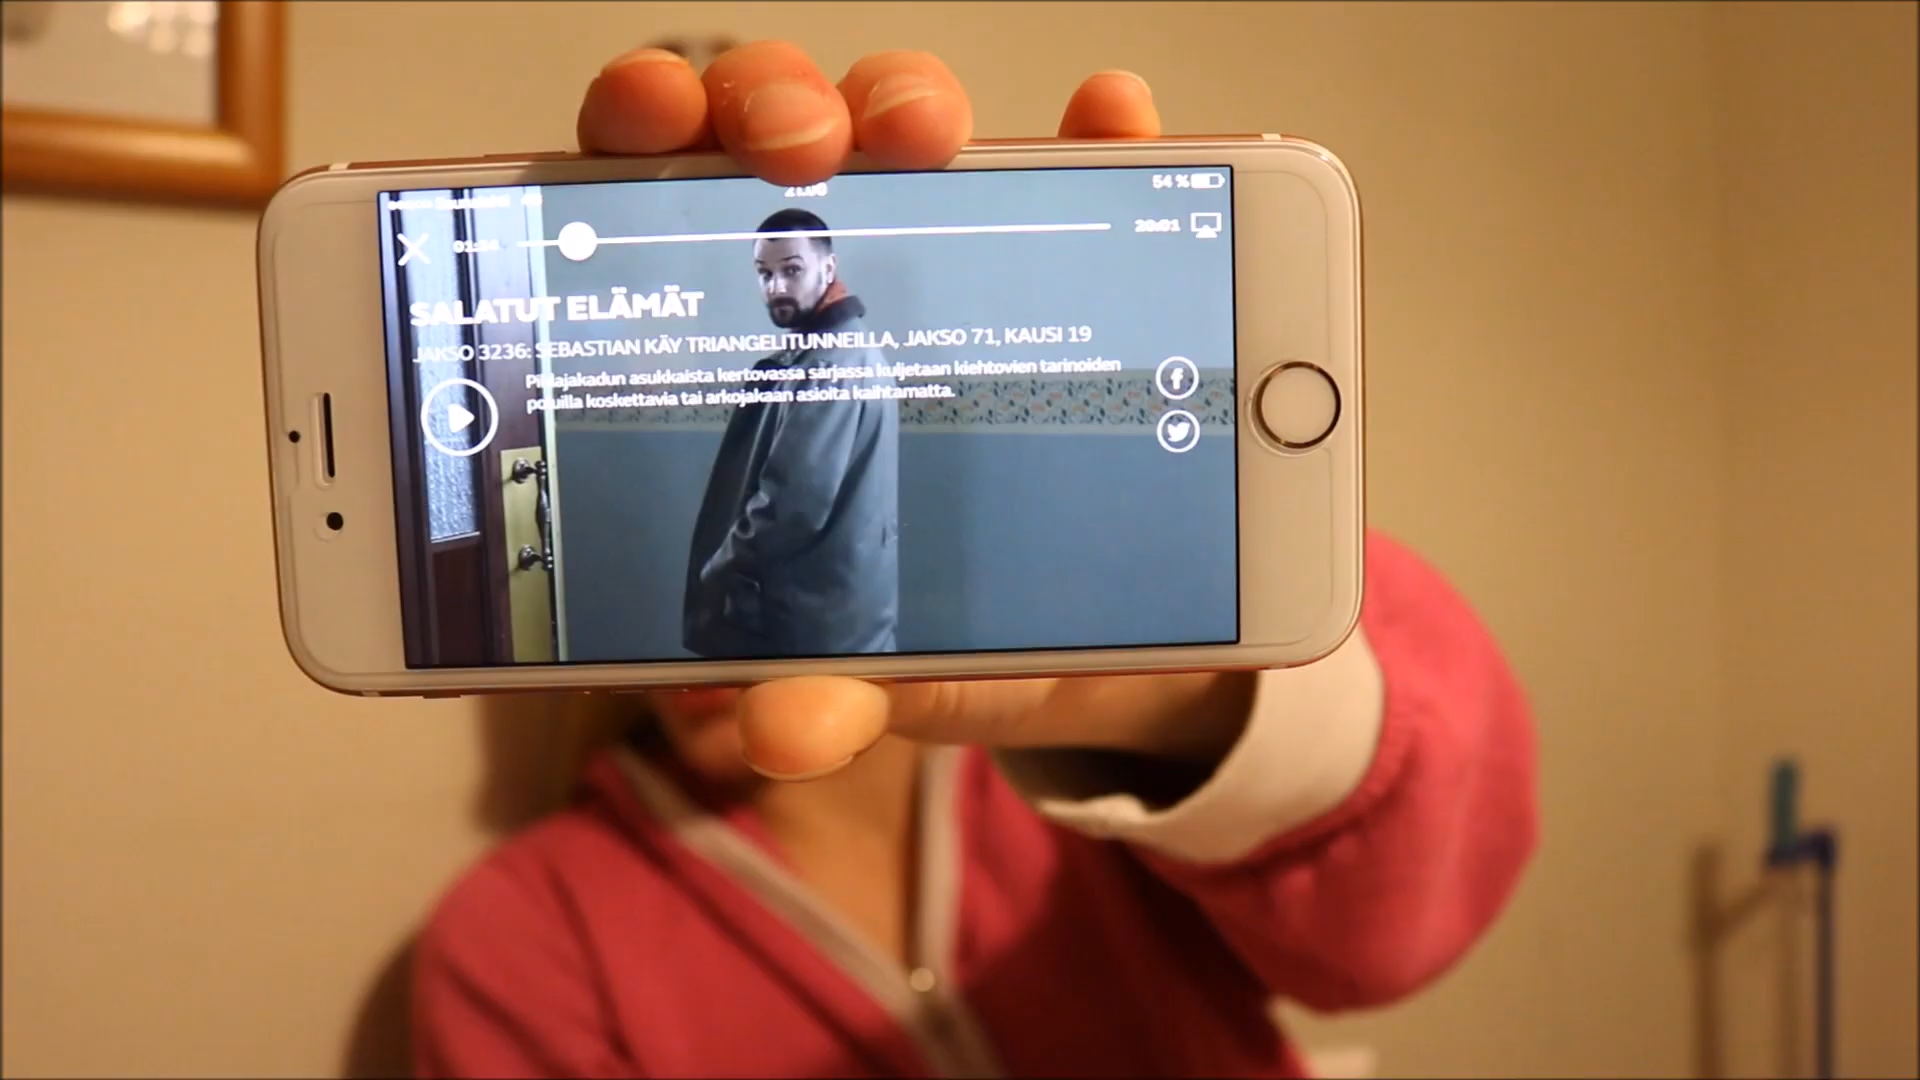 54 %
SALATUT ELÄMÄT
JAKSO 3236: SEBASTIAN KÄY TRIANGELITUNNEILLA, JAKSO 71, KAUSI 19
Pihlajakadun asukkaista kertovassa sarjassa kuljetaan kiehtovien tarinoiden
poluilla koskettavia tai arkojakaan asioita kaihtamatta.